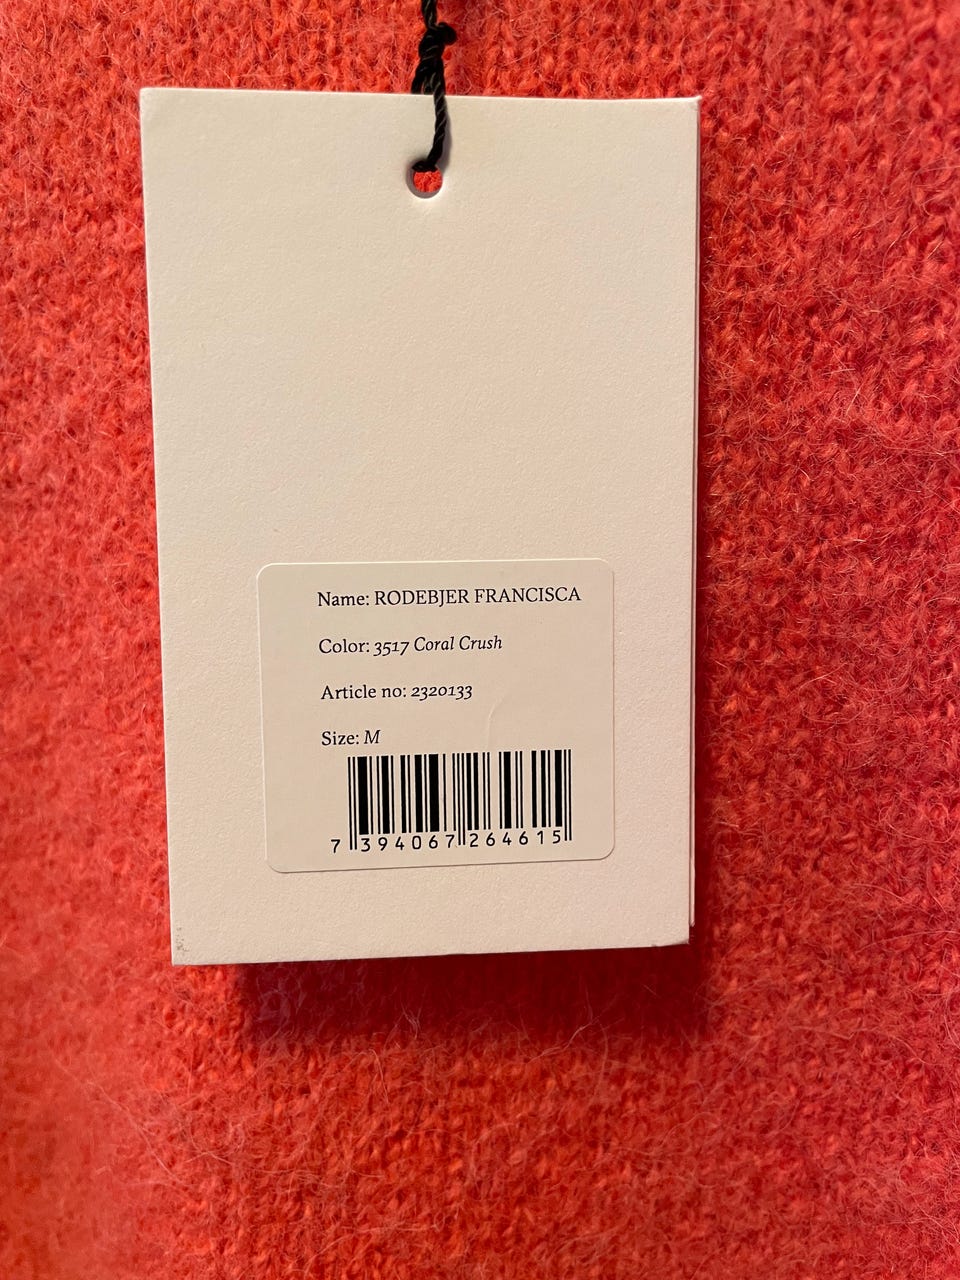 Name: RODEBJER FRANCISCA
Color: 3517 Coral Crush
Article no: 2320133
Size: M
7 394067 264615